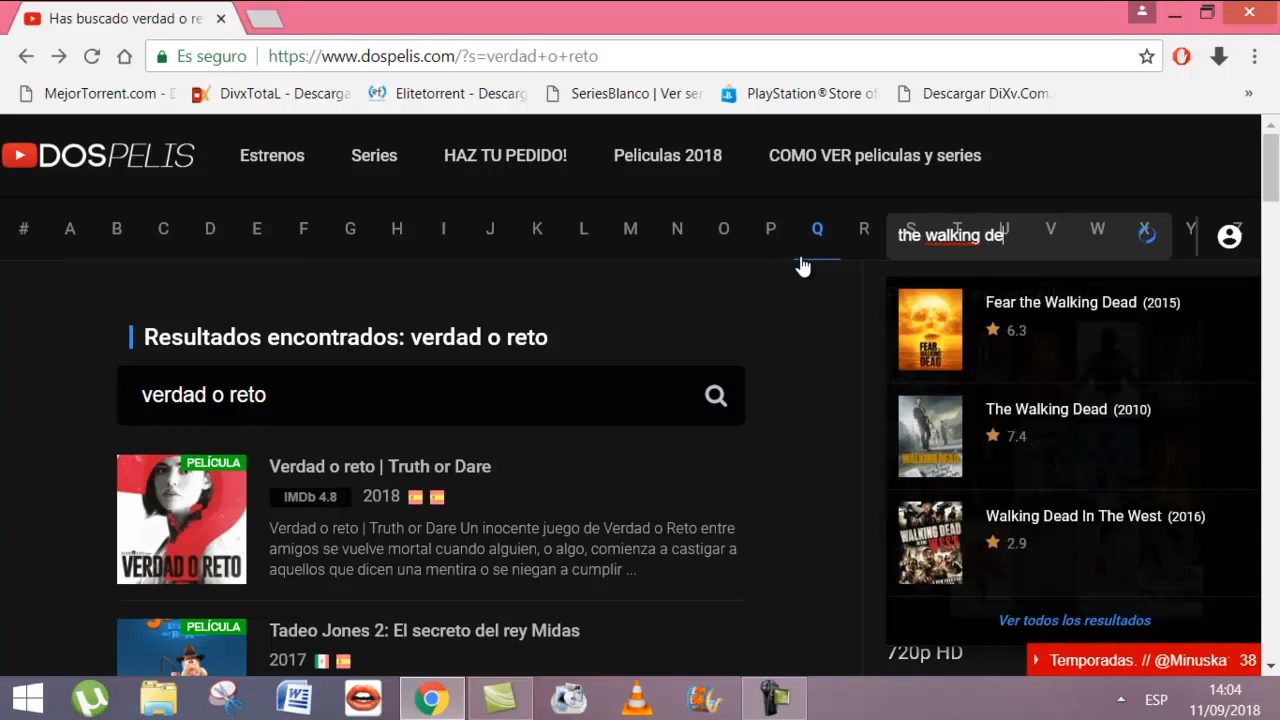 Has buscado verdad o re
Es seguro
https://www.dospelis.com/?s=verdad+o+reto
MejorTorrent.com - D
DivxTotaL - Descarga
Elitetorrent - Descarg
SeriesBlanco | Ver ser
PlayStation®Store of
Descargar DiXv.Com.
»
DOSPELIS
Estrenos
Series
HAZ TU PEDIDO!
Peliculas 2018
COMO VER peliculas y series
# A B C D E F G H I J K L M N O P Q R S T U V W X Y Z
the walking de
Fear the Walking Dead (2015)
6.3
The Walking Dead (2010)
7.4
Walking Dead In The West (2016)
2.9
Ver todos los resultados
720p HD
Temporadas. // @Minuska 38
Resultados encontrados: verdad o reto
verdad o reto
PELÍCULA
VERDAD O RETO
Verdad o reto | Truth or Dare
IMDb 4.8 2018
Verdad o reto | Truth or Dare Un inocente juego de Verdad o Reto entre
amigos se vuelve mortal cuando alguien, o algo, comienza a castigar a
aquellos que dicen una mentira o se niegan a cumplir ...
PELÍCULA
Tadeo Jones 2: El secreto del rey Midas
2017
ESP
14:04
11/09/2018